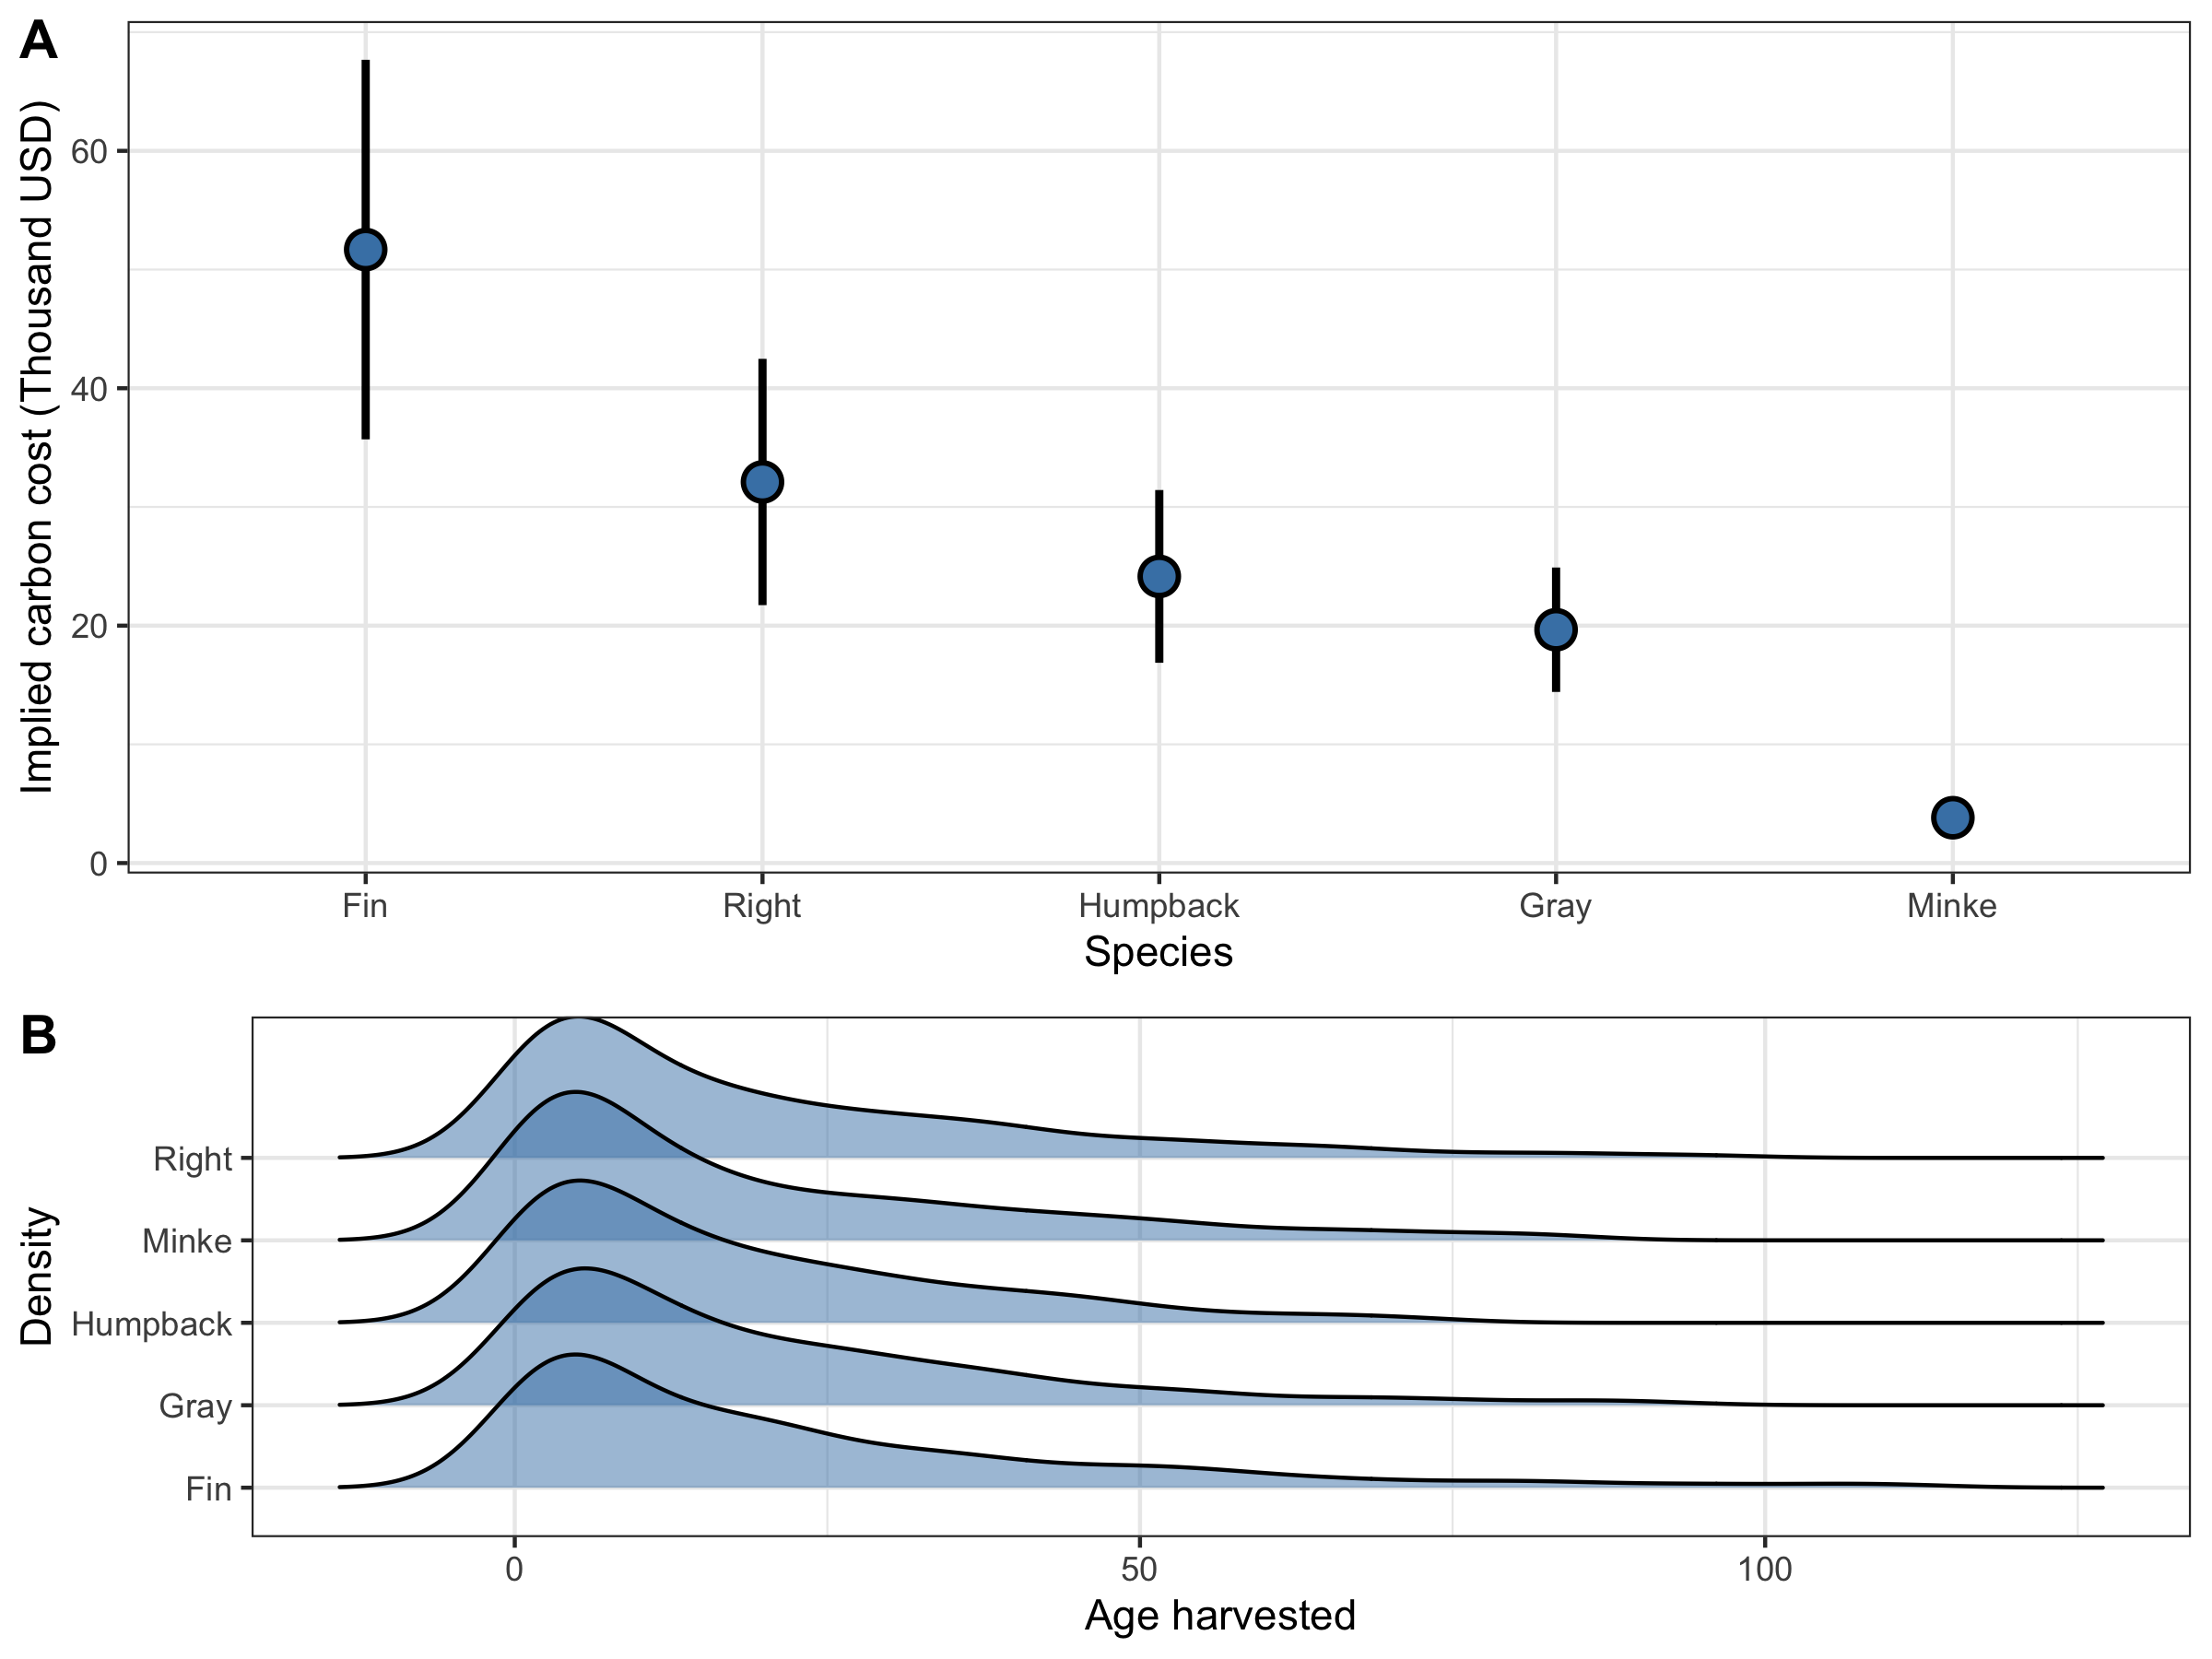 A
Implied carbon cost (Thousand USD)
60
40
20
0
Fin Right Humpback Gray Minke
Species
B
Density
Right
Minke
Humpback
Gray
Fin
0 50 100
Age harvested